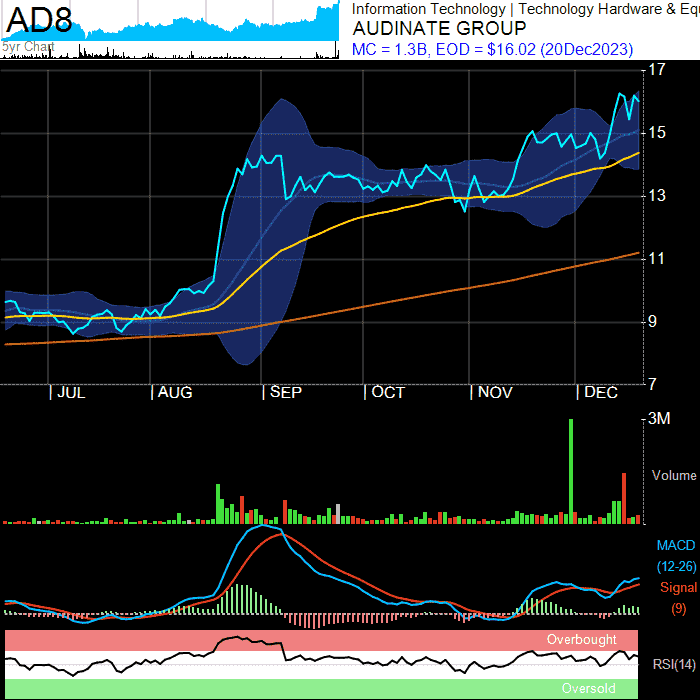 AD8
5yr Chart
Information Technology | Technology Hardware & Equ
AUDINATE GROUP
MC = 1.3B, EOD = $16.02 (20Dec2023)
17
15
13
11
9
7
| JUL | AUG | SEP | OCT | NOV | DEC
3M
Volume
MACD
(12-26)
Signal
(9)
Overbought
RSI(14)
Oversold